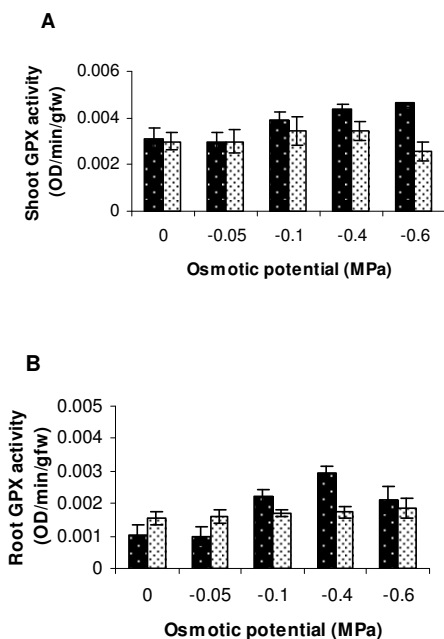 A
Shoot GPX activity
(OD/min/gfw)
0.006
0.004
0.002
0
0 -0.05 -0.1 -0.4 -0.6
Osmotic potential (MPa)
B
Root GPX activity
(OD/min/gfw)
0.005
0.004
0.003
0.002
0.001
0
0 -0.05 -0.1 -0.4 -0.6
Osmotic potential (MPa)